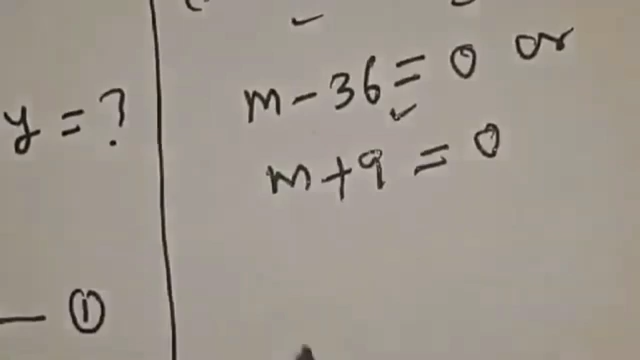 y = ?
— ①
m - 36 = 0 or
m + 9 = 0